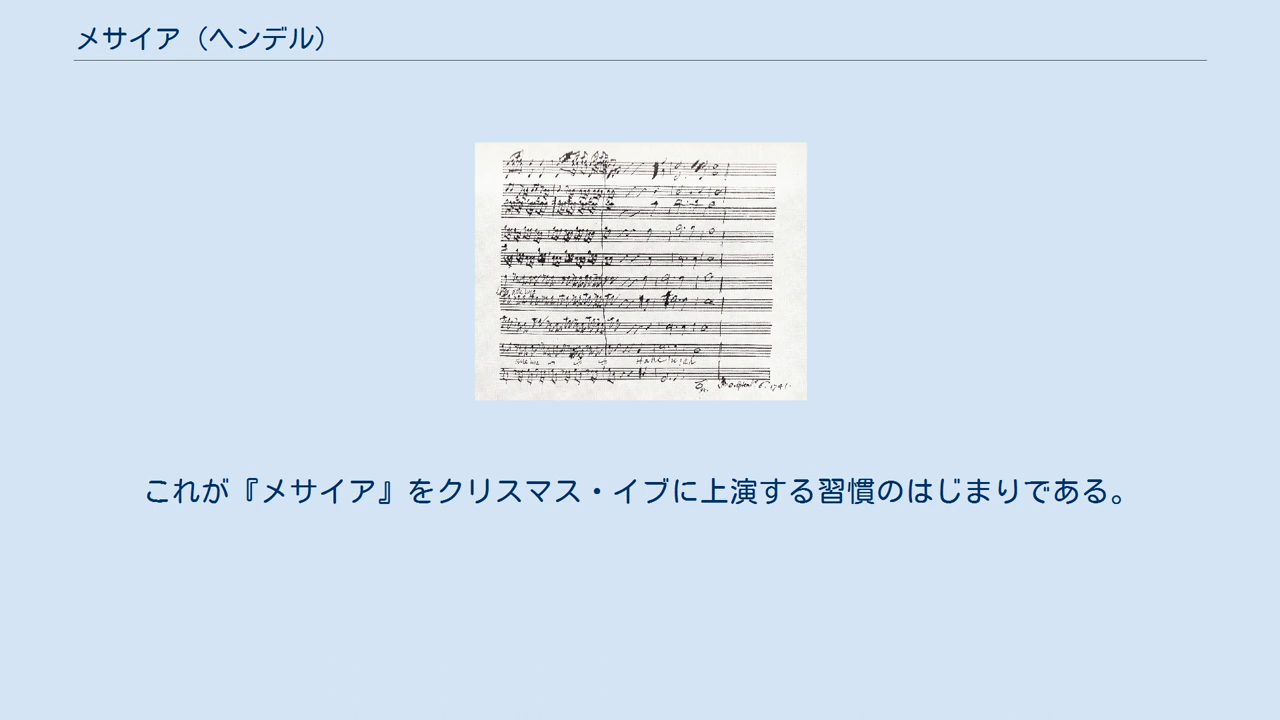 メサイア（ヘンデル）
これが『メサイア』をクリスマス・イブに上演する習慣のはじまりである。